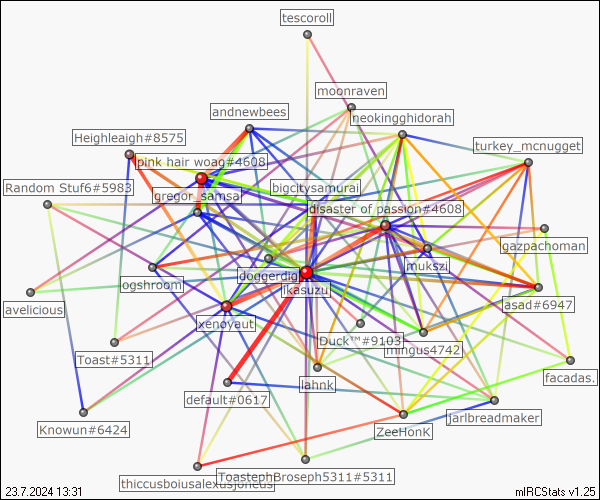 tescoroll
moonraven
andnewbees
neokingghidorah
Heighleaigh#8575
turkey_mcnugget
pink hair woag#4608
Random Stuf6#5983
bigcitysamurai
gregor_samsa
disaster of passion#4608
gazpachoman
mukszi
doggerdig
ogshroom
ikasuzu
asad#6947
avelicious
xenovaut
Duck™#9103
mingus4742
Toast#5311
facadas.
lahnk
default#0617
jarlbreadmaker
Knowun#6424
ZeeHonK
ToastephBroseph5311#5311
thiccusboiusalexusjoneus
23.7.2024 13:31
mIRCStats v1.25